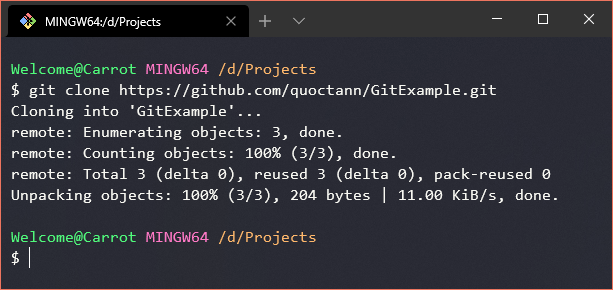 MINGW64:/d/Projects
Welcome@Carrot MINGW64 /d/Projects
$ git clone https://github.com/quoctann/GitExample.git
Cloning into 'GitExample'...
remote: Enumerating objects: 3, done.
remote: Counting objects: 100% (3/3), done.
remote: Total 3 (delta 0), reused 3 (delta 0), pack-reused 0
Unpacking objects: 100% (3/3), 204 bytes | 11.00 KiB/s, done.
Welcome@Carrot MINGW64 /d/Projects
$